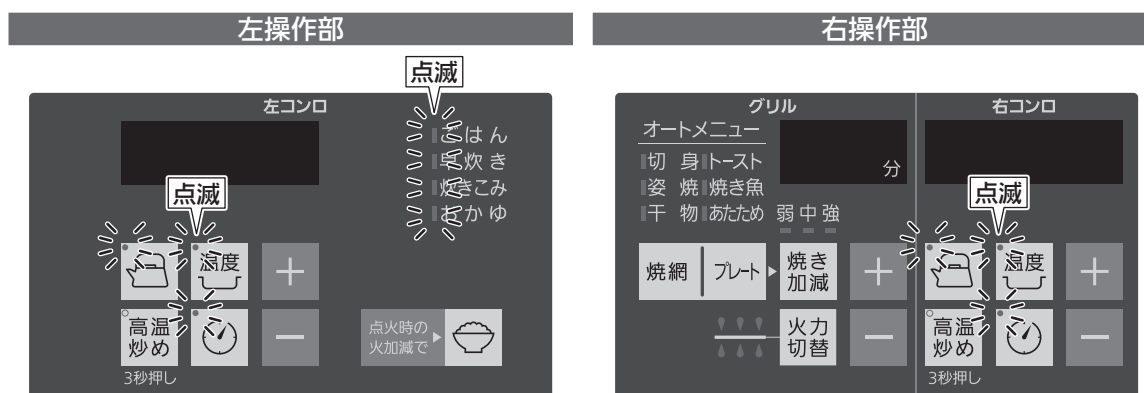 左操作部
点滅
左コンロ
ごはん
早炊き
炊きこみ
おかゆ
点滅
温度
高温
炒め
3秒押し
点火時の
火加減で
右操作部
グリル
オートメニュー
切身 トースト
姿焼 焼き魚
干物 あたため
分
弱 中 強
焼網 プレート
焼き
加減
火力
切替
右コンロ
点滅
温度
高温
炒め
3秒押し